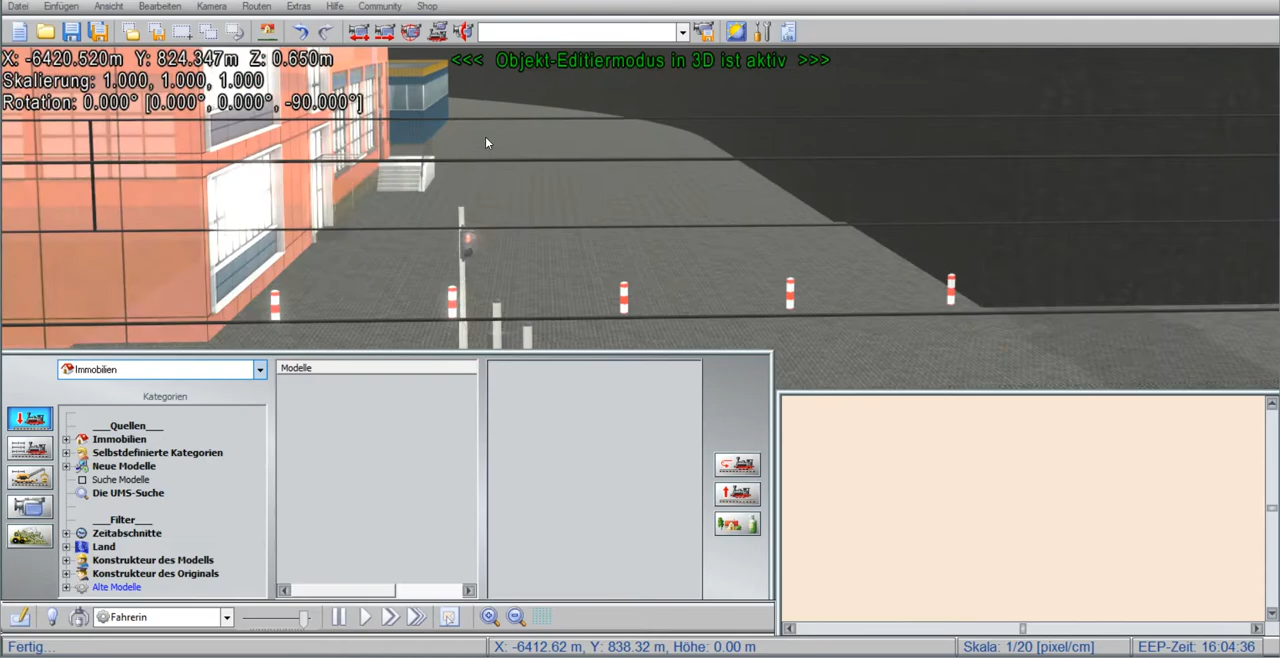 Datei Einfügen Ansicht Bearbeiten Kamera Routen Extras Hilfe Community Shop
X: -6420.520m Y: 824.347m Z: 0.650m
<<< Objekt-Editiermodus in 3D ist aktiv >>>
Skalierung: 1.000, 1.000, 1.000
Rotation: 0.000° [0.000°, 0.000°, -90.000°]
Immobilien
Modelle
Kategorien
___Quellen___
Immobilien
Selbstdefinierte Kategorien
Neue Modelle
Suche Modelle
Die UMS-Suche
___Filter___
Zeitabschnitte
Land
Konstrukteur des Modells
Konstrukteur des Originals
Alte Modelle
Fahrerin
Fertig...
X: -6412.62 m, Y: 838.32 m, Höhe: 0.00 m
Skala: 1/20 [pixel/cm]
EEP-Zeit: 16:04:36